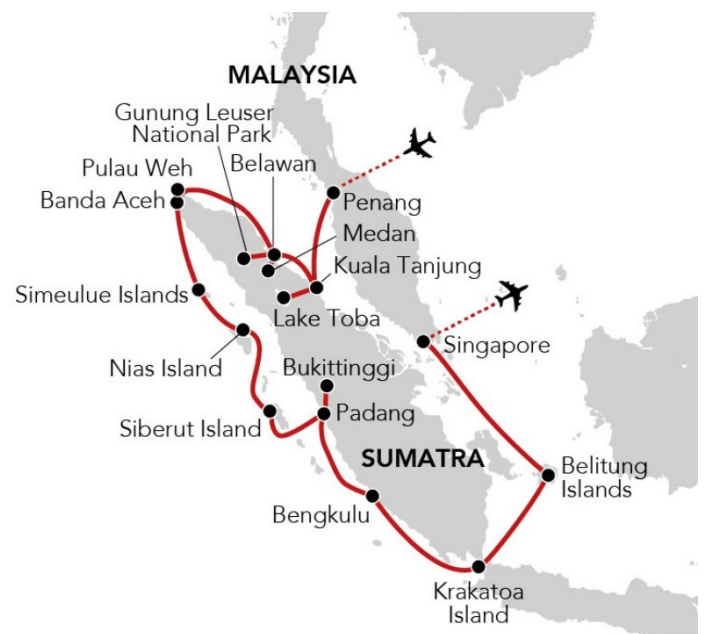 MALAYSIA
Gunung Leuser
National Park
Belawan
Pulau Weh
Banda Aceh
Penang
Medan
Kuala Tanjung
Simeulue Islands
Lake Toba
Singapore
Nias Island
Bukittinggi
Siberut Island
Padang
SUMATRA
Belitung
Islands
Bengkulu
Krakatoa
Island